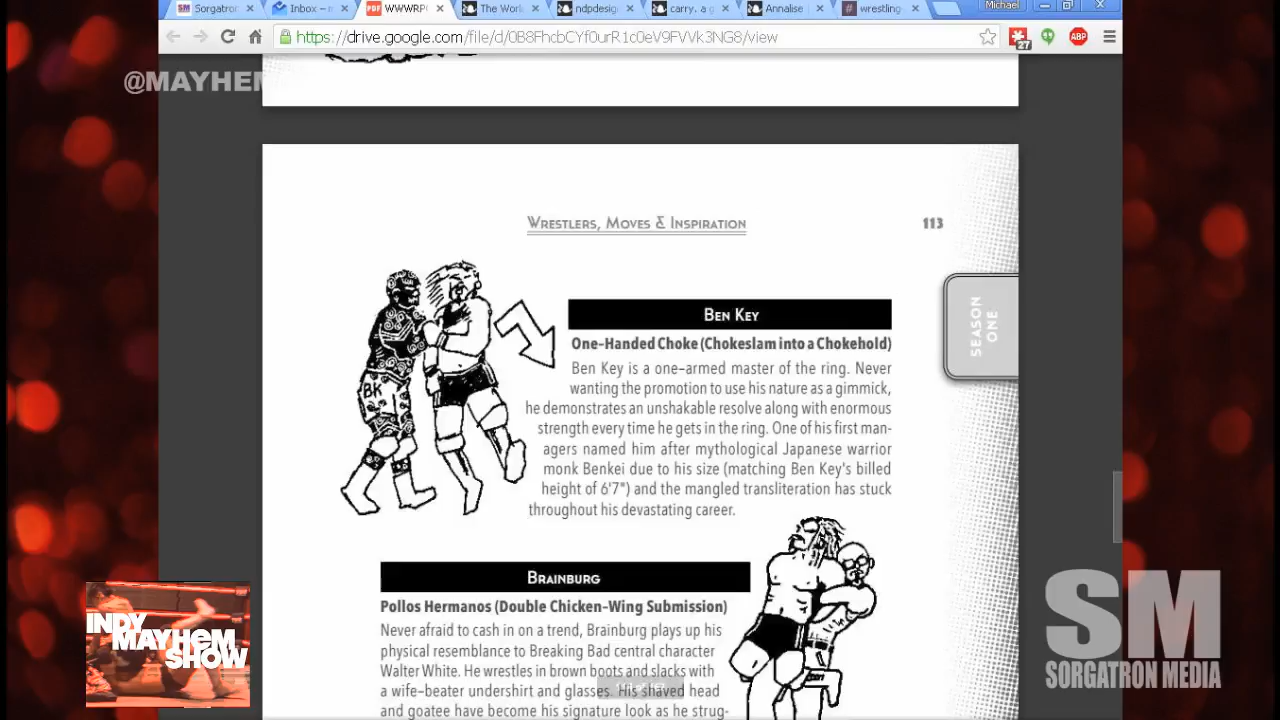 Sorgatron
Inbox – m
WWWRP
The World
ndpdesign
carry. a g
Annalise
wrestling
Michael
https://drive.google.com/file/d/0B8FhcbCYf0urR1c0eV9FVVk3NG8/view
27
ABP
@MAYHEM
WRESTLERS, MOVES & INSPIRATION
113
SEASON
ONE
BEN KEY
One-Handed Choke (Chokeslam into a Chokehold)
Ben Key is a one-armed master of the ring. Never
wanting the promotion to use his nature as a gimmick,
he demonstrates an unshakable resolve along with enormous
strength every time he gets in the ring. One of his first man-
agers named him after mythological Japanese warrior
monk Benkei due to his size (matching Ben Key's billed
height of 6'7") and the mangled transliteration has stuck
throughout his devastating career.
BK
BRAINBURG
Pollos Hermanos (Double Chicken-Wing Submission)
Never afraid to cash in on a trend, Brainburg plays up his
physical resemblance to Breaking Bad central character
Walter White. He wrestles in brown boots and slacks with
a wife-beater undershirt and glasses. His shaved head
and goatee have become his signature look as he strug-
INDY
MAYHEM
SHOW
SM
SORGATRON MEDIA